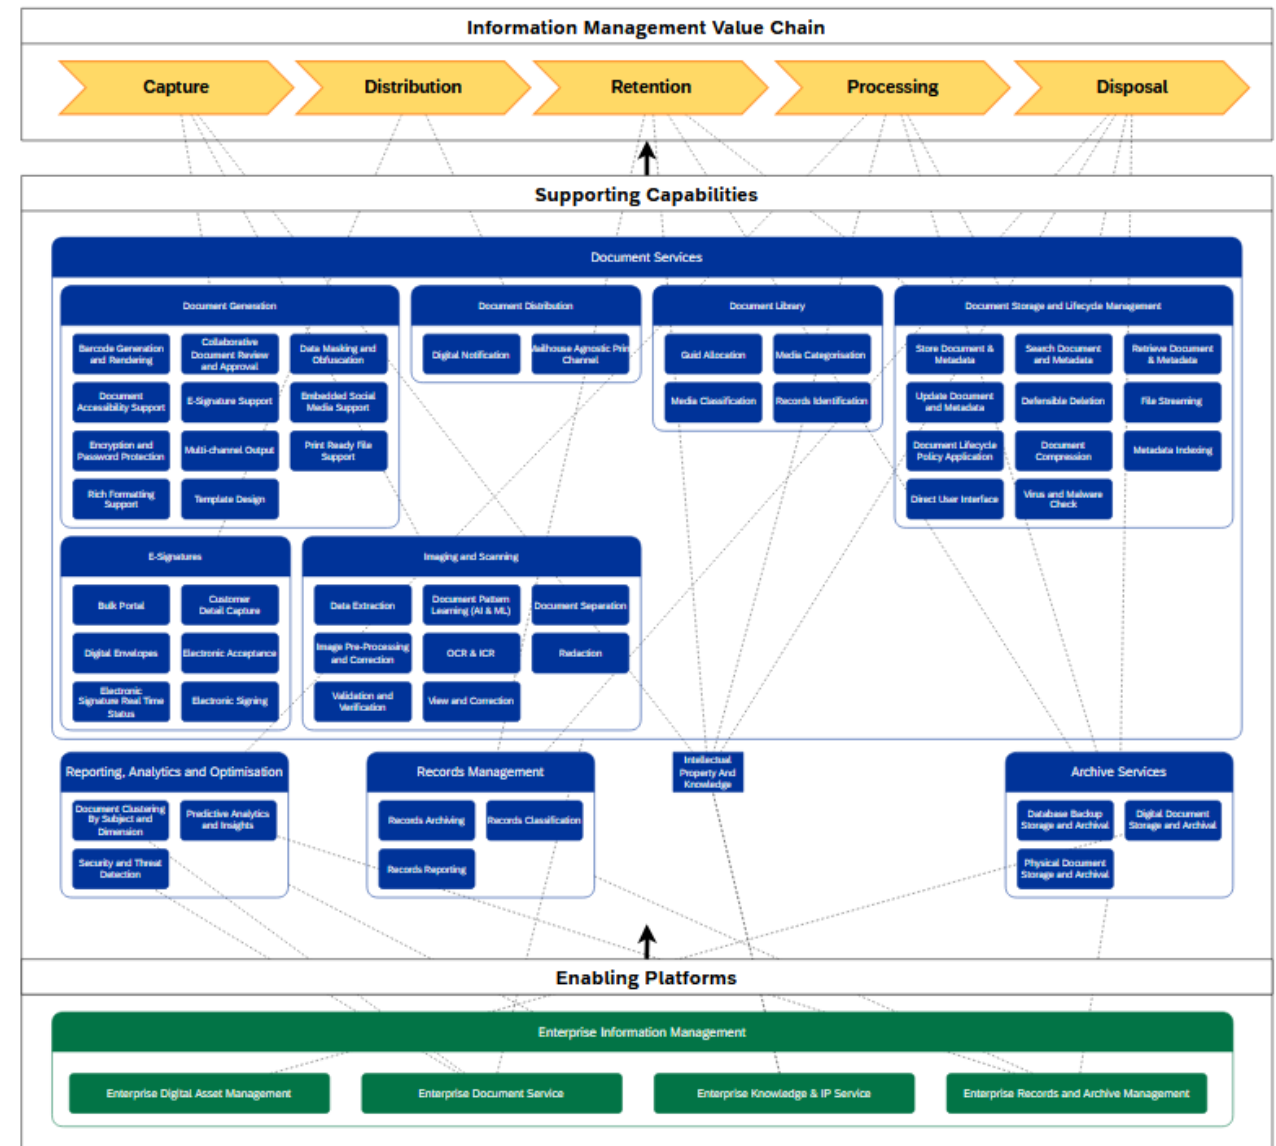 Information Management Value Chain
Capture
Distribution
Retention
Processing
Disposal
Supporting Capabilities
Document Services
Document Generation
Barcode Generation
and Rendering
Collaborative
Document Review
and Approval
Data Masking and
Obfuscation
Document
Accessibility Support
E-Signature Support
Embedded Social
Media Support
Encryption and
Password Protection
Multi-channel Output
Print Ready File
Support
Rich Formatting
Support
Template Design
Document Distribution
Digital Notification
Mailhouse Agnostic Prin
Channel
Document Library
Guid Allocation
Media Categorisation
Media Classification
Records Identification
Document Storage and Lifecycle Management
Store Document &
Metadata
Search Document
and Metadata
Retrieve Document
& Metadata
Update Document
and Metadata
Defensible Deletion
File Streaming
Document Lifecycle
Policy Application
Document
Compression
Metadata Indexing
Direct User Interface
Virus and Malware
Check
E-Signatures
Bulk Portal
Customer
Detail Capture
Digital Envelopes
Electronic Acceptance
Electronic
Signature Real Time
Status
Electronic Signing
Imaging and Scanning
Data Extraction
Document Pattern
Learning (AI & ML)
Document Separation
Image Pre-Processing
and Correction
OCR & ICR
Redaction
Validation and
Verification
View and Correction
Reporting, Analytics and Optimisation
Document Clustering
By Subject and
Dimension
Predictive Analytics
and Insights
Security and Threat
Detection
Records Management
Records Archiving
Records Classification
Records Reporting
Intellectual
Property And
Knowledge
Archive Services
Database Backup
Storage and Archival
Digital Document
Storage and Archival
Physical Document
Storage and Archival
Enabling Platforms
Enterprise Information Management
Enterprise Digital Asset Management
Enterprise Document Service
Enterprise Knowledge & IP Service
Enterprise Records and Archive Management